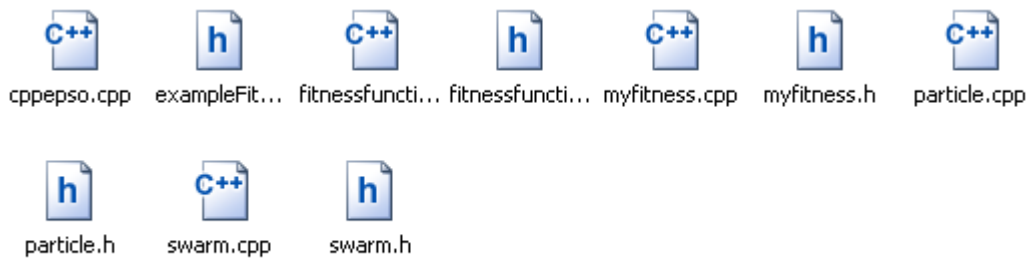 C++ h C++ h C++ h C++
cppepso.cpp exampleFit... fitnessfuncti... fitnessfuncti... myfitness.cpp myfitness.h particle.cpp
h C++ h
particle.h swarm.cpp swarm.h